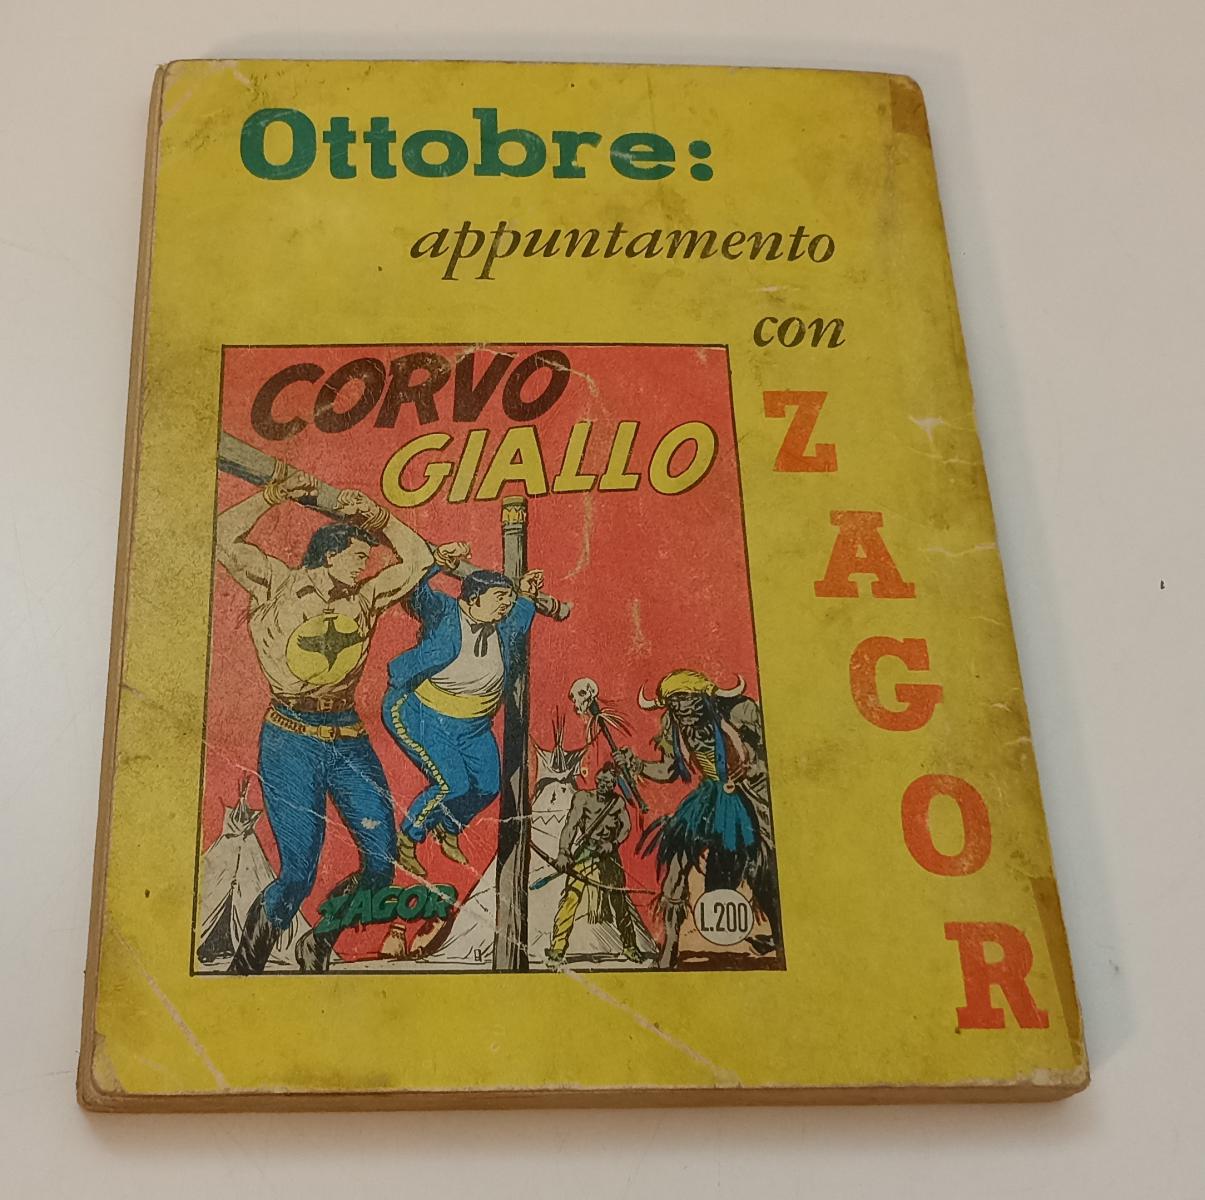 Ottobre:
appuntamento
con
ZAGOR
CORVO
GIALLO
ZAGOR
L.200